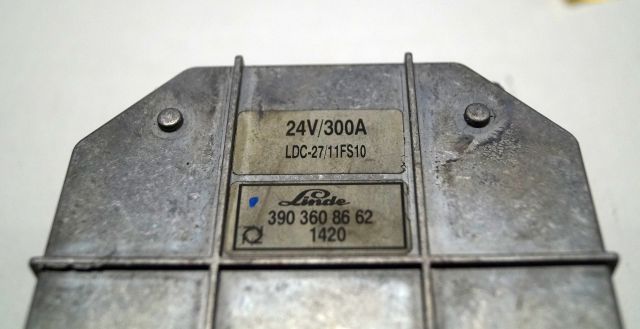 24V/300A
LDC-27/11FS10
Linde
390 360 86 62
1420